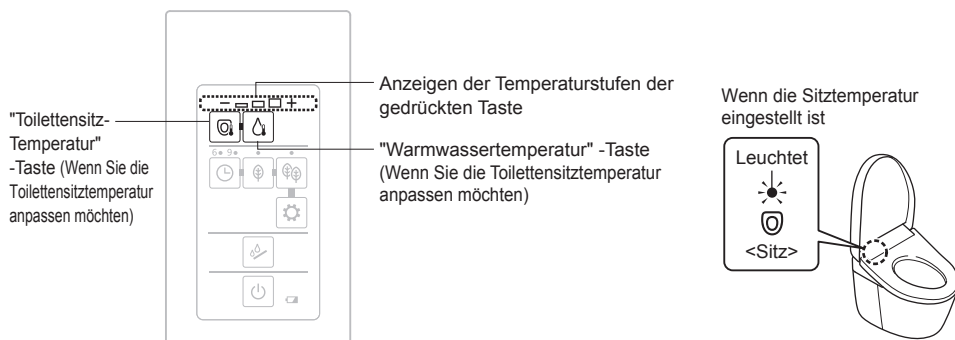 "Toilettensitz-
Temperatur"
-Taste (Wenn Sie die
Toilettensitztemperatur
anpassen möchten)
− +
6 9
Anzeigen der Temperaturstufen der
gedrückten Taste
"Warmwassertemperatur" -Taste
(Wenn Sie die Toilettensitztemperatur
anpassen möchten)
Wenn die Sitztemperatur
eingestellt ist
Leuchtet
<Sitz>